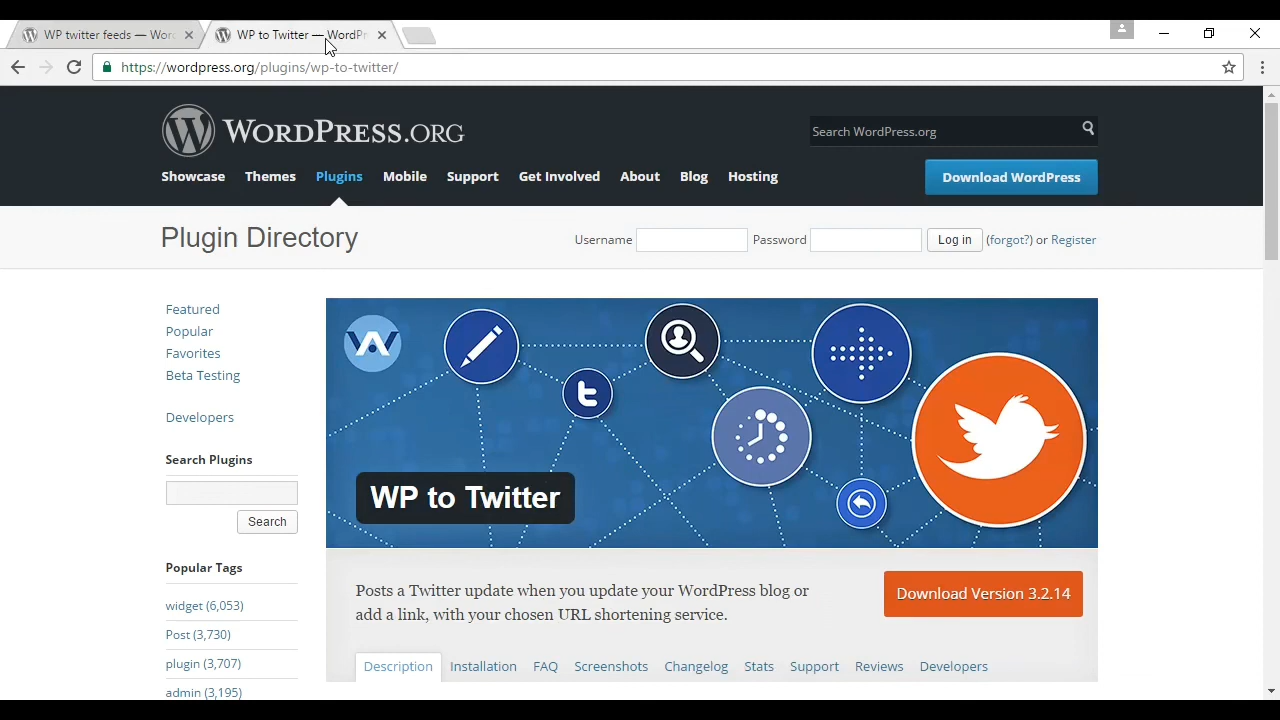 WP twitter feeds — Word
WP to Twitter — WordPr
https://wordpress.org/plugins/wp-to-twitter/
WORDPRESS.ORG
Search WordPress.org
Showcase Themes Plugins Mobile Support Get Involved About Blog Hosting
Download WordPress
Plugin Directory
Username Password Log in (forgot?) or Register
Featured
Popular
Favorites
Beta Testing
Developers
Search Plugins
Search
Popular Tags
widget (6,053)
Post (3,730)
plugin (3,707)
admin (3,195)
WP to Twitter
Posts a Twitter update when you update your WordPress blog or
add a link, with your chosen URL shortening service.
Download Version 3.2.14
Description Installation FAQ Screenshots Changelog Stats Support Reviews Developers